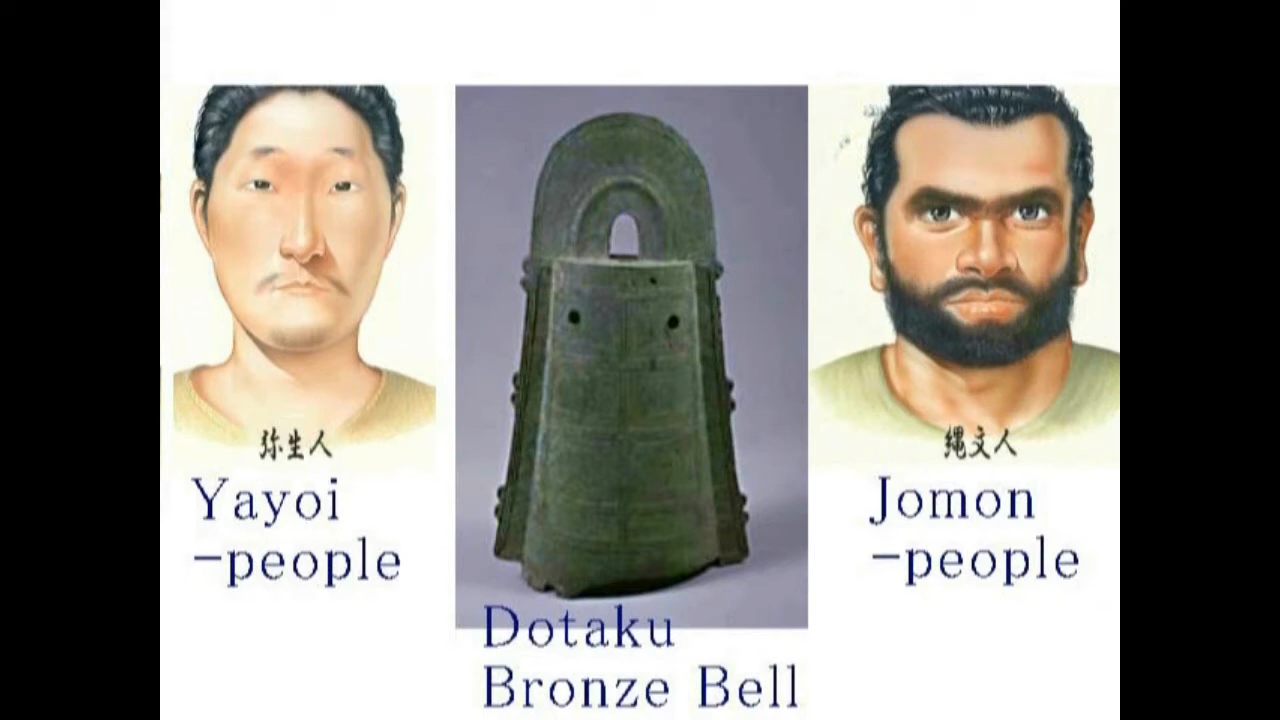 弥生人
Yayoi
-people
Dotaku
Bronze Bell
縄文人
Jomon
-people